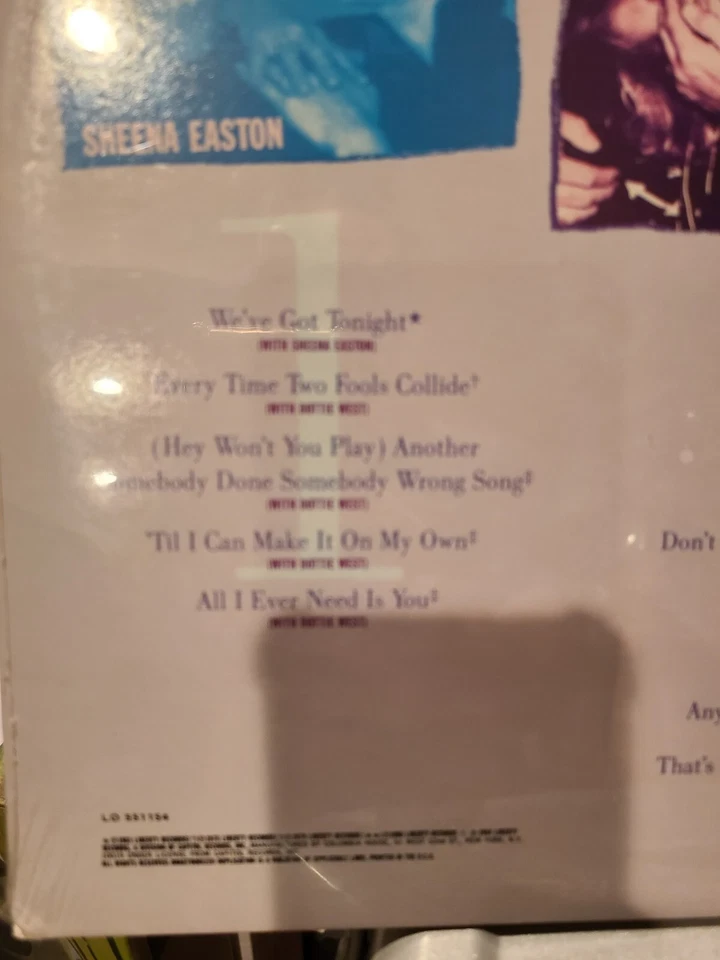 SHEENA EASTON
1
We've Got Tonight*
(WITH SHEENA EASTON)
Every Time Two Fools Collide†
(WITH DOTTIE WEST)
(Hey Won't You Play) Another
Somebody Done Somebody Wrong Song‡
(WITH DOTTIE WEST)
'Til I Can Make It On My Own‡
(WITH DOTTIE WEST)
All I Ever Need Is You‡
(WITH DOTTIE WEST)
Don't
Any
That's